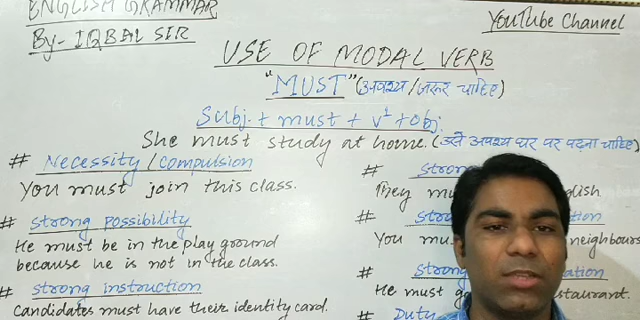 ENGLISH GRAMMAR
YouTube Channel
By- IQBAL SIR
USE OF MODAL VERB
"MUST" (अवश्य/जरूर चाहिए)
Subj. + must + V¹ + Obj.
She must study at home. (उसे अवश्य घर पर पढ़ना चाहिए)
# Necessity / Compulsion
You must join this class.
# Strong possibility
He must be in the play ground
because he is not in the class.
# Strong instruction
Candidates must have their identity card.
# Strong
They
# 
You neighbours
# Strong
He must
# Duty